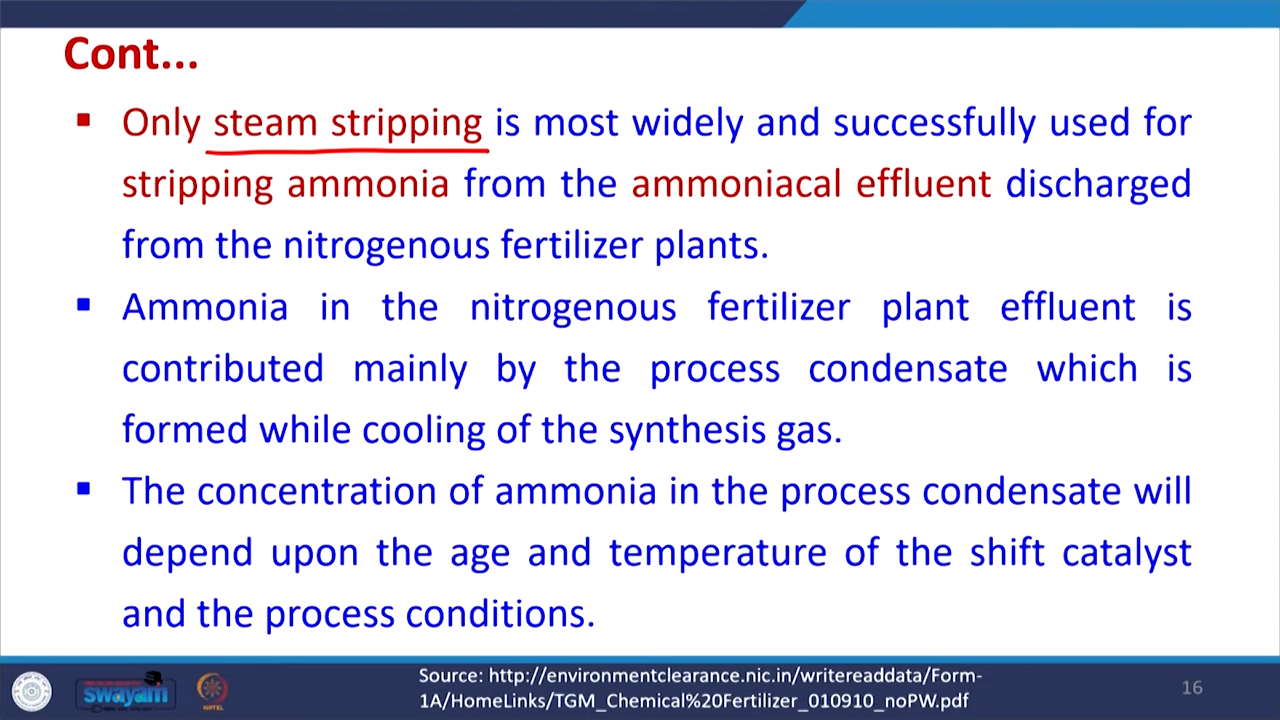 Cont...
▪ Only steam stripping is most widely and successfully used for
stripping ammonia from the ammoniacal effluent discharged
from the nitrogenous fertilizer plants.
▪ Ammonia in the nitrogenous fertilizer plant effluent is
contributed mainly by the process condensate which is
formed while cooling of the synthesis gas.
▪ The concentration of ammonia in the process condensate will
depend upon the age and temperature of the shift catalyst
and the process conditions.
swayam
NPTEL
Source: http://environmentclearance.nic.in/writereaddata/Form-
1A/HomeLinks/TGM_Chemical%20Fertilizer_010910_noPW.pdf
16